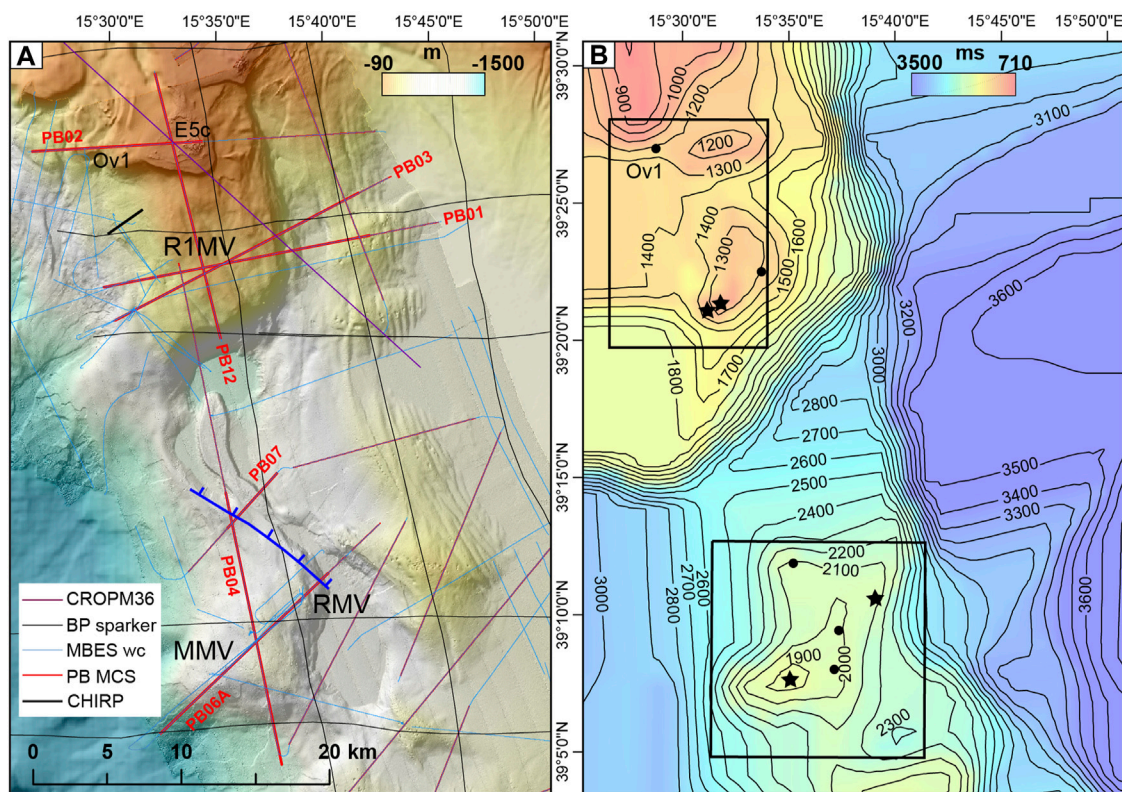 15°30'0"E 15°35'0"E 15°40'0"E 15°45'0"E
15°30'0"E 15°35'0"E 15°40'0"E 15°45'0"E 15°50'0"E
A
m
-90 -1500
PB02
E5c
Ov1
PB03
PB01
R1MV
PB12
PB07
PB04
RMV
MMV
PB06A
CROPM36
BP sparker
MBES wc
PB MCS
CHIRP
0 10 20 km
39°30'0"N
39°25'0"N
39°20'0"N
39°15'0"N
39°10'0"N
39°5'0"N
B
ms
3500 710
900
1000
1200
3100
1200
Ov1
1300
1400
1600
1400
1300
1500
3600
3200
1800
1700
3000
2800
2700
2600
3500
2500
3400
2400
3300
2200
2100
3000
2600
2700
2800
3600
1900
2000
2300